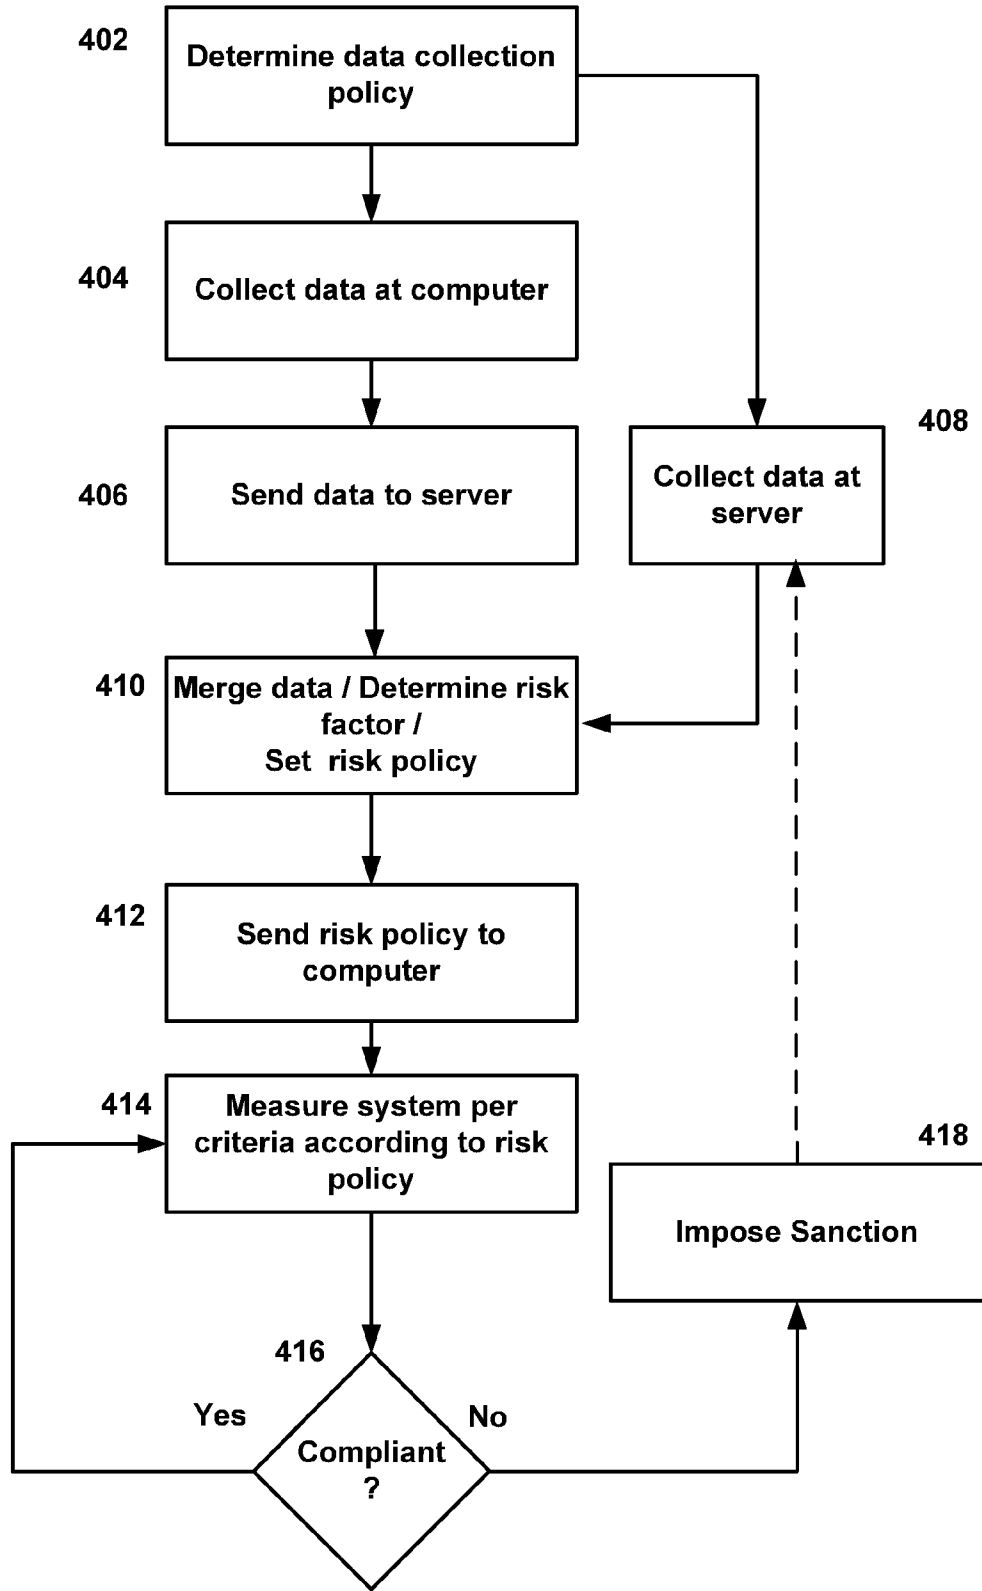 402
Determine data collection
policy
404
Collect data at computer
406
Send data to server
408
Collect data at
server
410
Merge data / Determine risk
factor /
Set  risk policy
412
Send risk policy to
computer
414
Measure system per
criteria according to risk
policy
418
Impose Sanction
416
Yes
No
Compliant
?